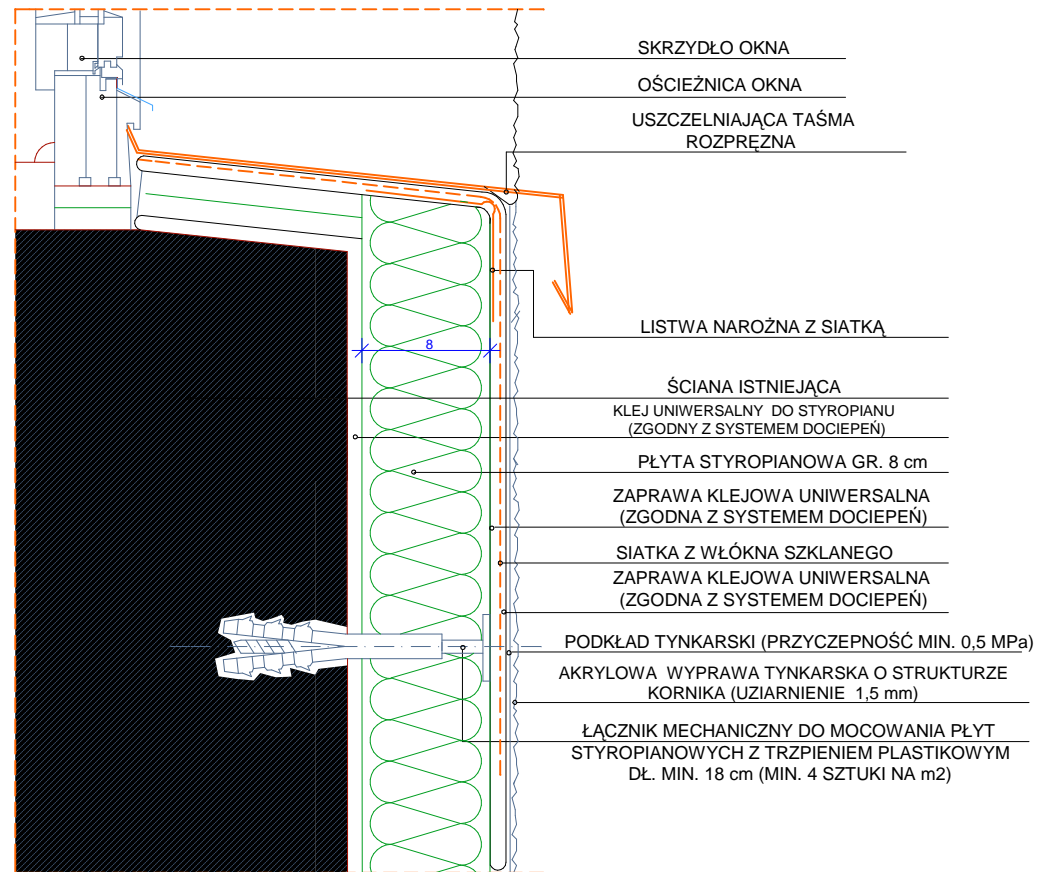 SKRZYDŁO OKNA
OŚCIEŻNICA OKNA
USZCZELNIAJĄCA TAŚMA
ROZPRĘZNA
LISTWA NAROŻNA Z SIATKĄ
8
ŚCIANA ISTNIEJĄCA
KLEJ UNIWERSALNY DO STYROPIANU
(ZGODNY Z SYSTEMEM DOCIEPEŃ)
PŁYTA STYROPIANOWA GR. 8 cm
ZAPRAWA KLEJOWA UNIWERSALNA
(ZGODNA Z SYSTEMEM DOCIEPEŃ)
SIATKA Z WŁÓKNA SZKLANEGO
ZAPRAWA KLEJOWA UNIWERSALNA
(ZGODNA Z SYSTEMEM DOCIEPEŃ)
PODKŁAD TYNKARSKI (PRZYCZEPNOŚĆ MIN. 0,5 MPa)
AKRYLOWA WYPRAWA TYNKARSKA O STRUKTURZE
KORNIKA (UZIARNIENIE 1,5 mm)
ŁĄCZNIK MECHANICZNY DO MOCOWANIA PŁYT
STYROPIANOWYCH Z TRZPIENIEM PLASTIKOWYM
DŁ. MIN. 18 cm (MIN. 4 SZTUKI NA m2)